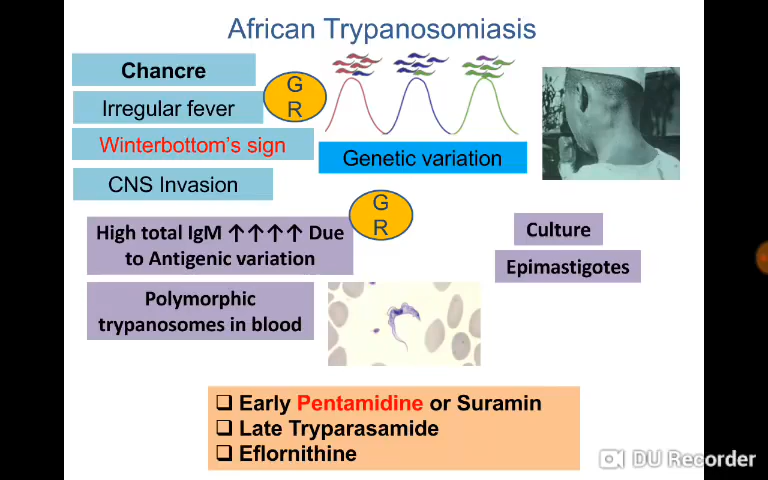 African Trypanosomiasis
Chancre
Irregular fever
Winterbottom's sign
CNS Invasion
G
R
Genetic variation
High total IgM ↑↑↑↑ Due
to Antigenic variation
G
R
Polymorphic
trypanosomes in blood
Culture
Epimastigotes
❑ Early Pentamidine or Suramin
❑ Late Tryparasamide
❑ Eflornithine
DU Recorder